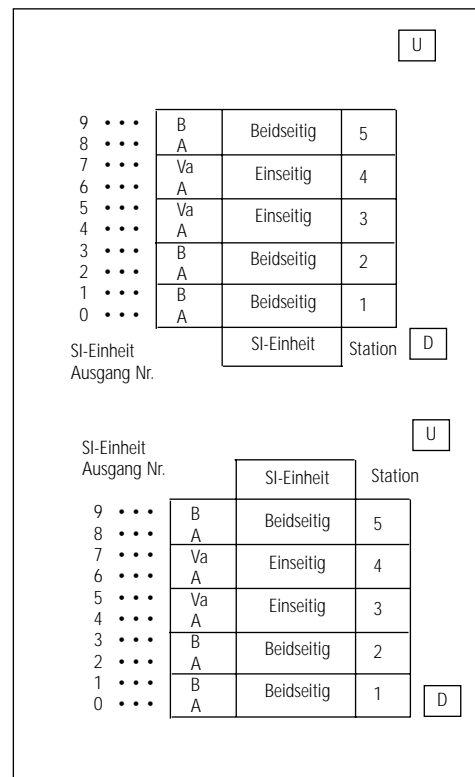 U
9 • • • B Beidseitig 5
8 • • • A
7 • • • Va Einseitig 4
6 • • • A
5 • • • Va Einseitig 3
4 • • • A
3 • • • B Beidseitig 2
2 • • • A
1 • • • B Beidseitig 1
0 • • • A
SI-Einheit SI-Einheit Station D
Ausgang Nr.
U
SI-Einheit
Ausgang Nr. SI-Einheit Station
9 • • • B Beidseitig 5
8 • • • A
7 • • • Va Einseitig 4
6 • • • A
5 • • • Va Einseitig 3
4 • • • A
3 • • • B Beidseitig 2
2 • • • A
1 • • • B Beidseitig 1 D
0 • • • A